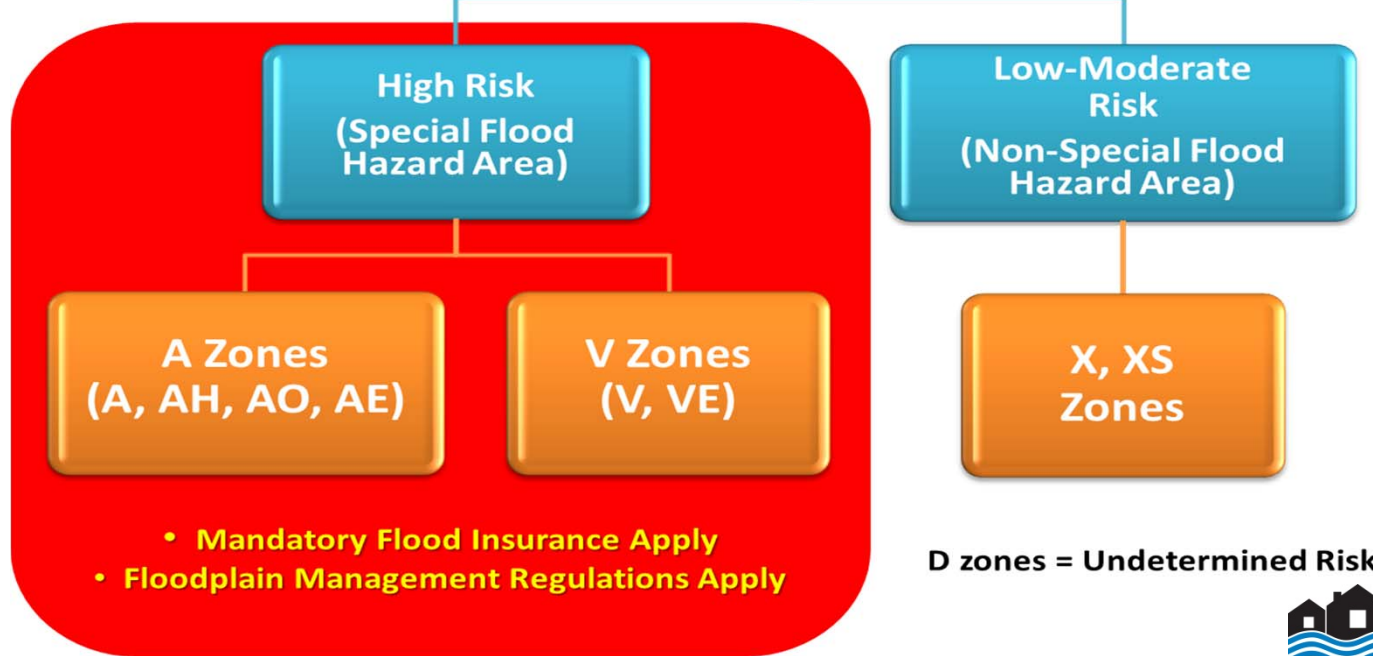 High Risk
(Special Flood
Hazard Area)
Low-Moderate
Risk
(Non-Special Flood
Hazard Area)
A Zones
(A, AH, AO, AE)
V Zones
(V, VE)
X, XS
Zones
• Mandatory Flood Insurance Apply
• Floodplain Management Regulations Apply
D zones = Undetermined Risk